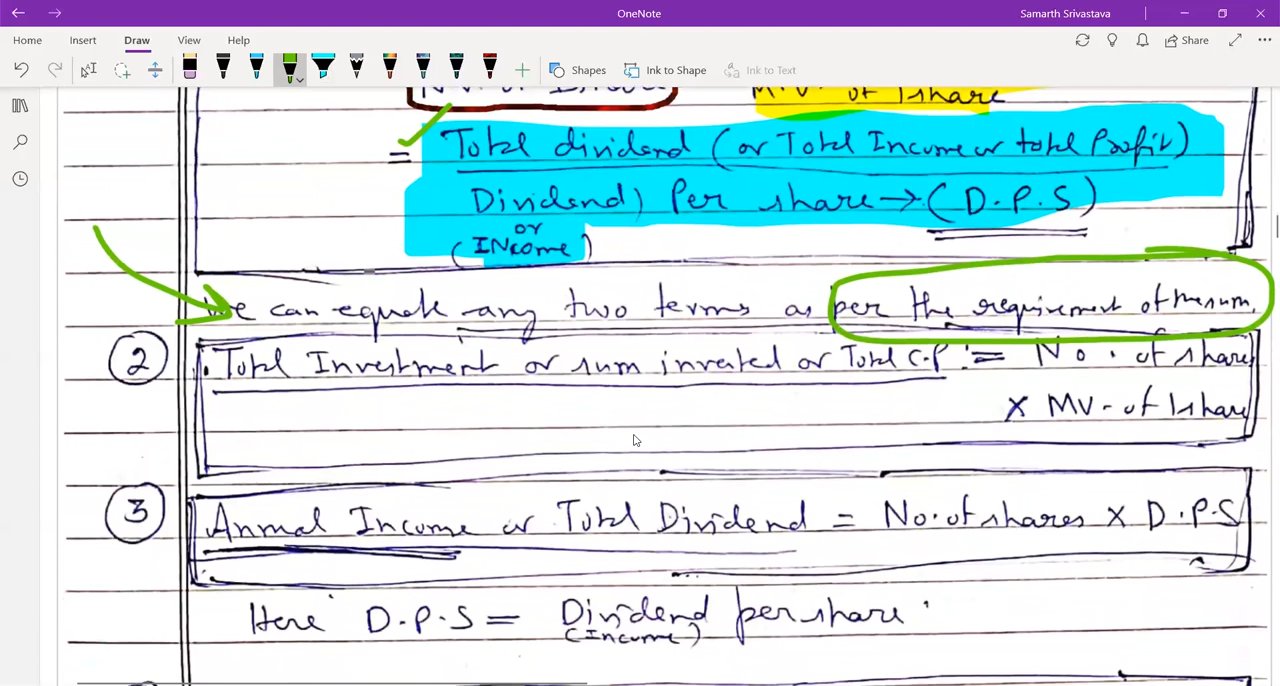 OneNote
Samarth Srivastava
Home Insert Draw View Help
Share
Shapes Ink to Shape Ink to Text
M.V. of 1share
= Total dividend (or Total Income or total Profit)
Dividend) Per share → (D.P.S)
or
(INcome)
We can equate any two terms as per the requirement of the sum.
2 Total Investment or sum invested or Total C.P. = No. of share
X MV. of 1share
3 Annual Income or Total Dividend = No. of shares X D.P.S
Here D.P.S = Dividend per share
(Income)